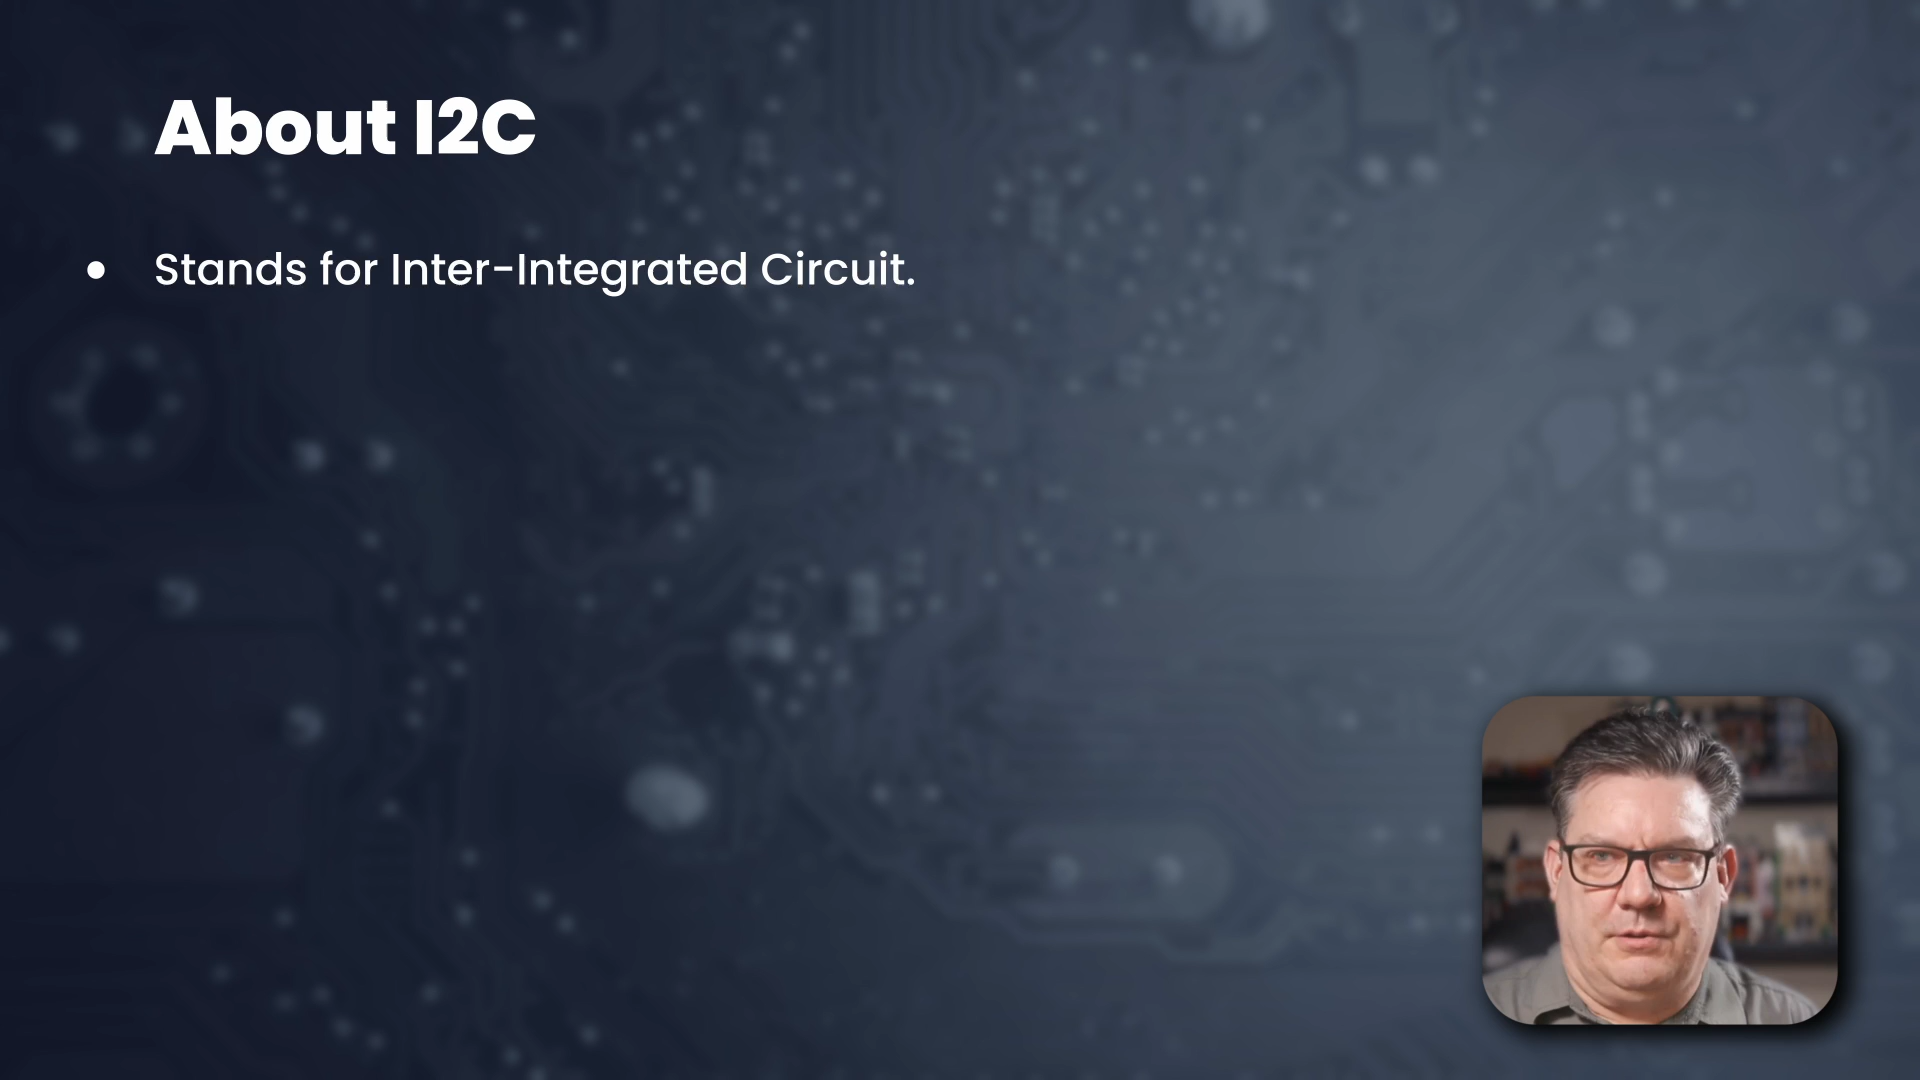 About I2C
• Stands for Inter-Integrated Circuit.